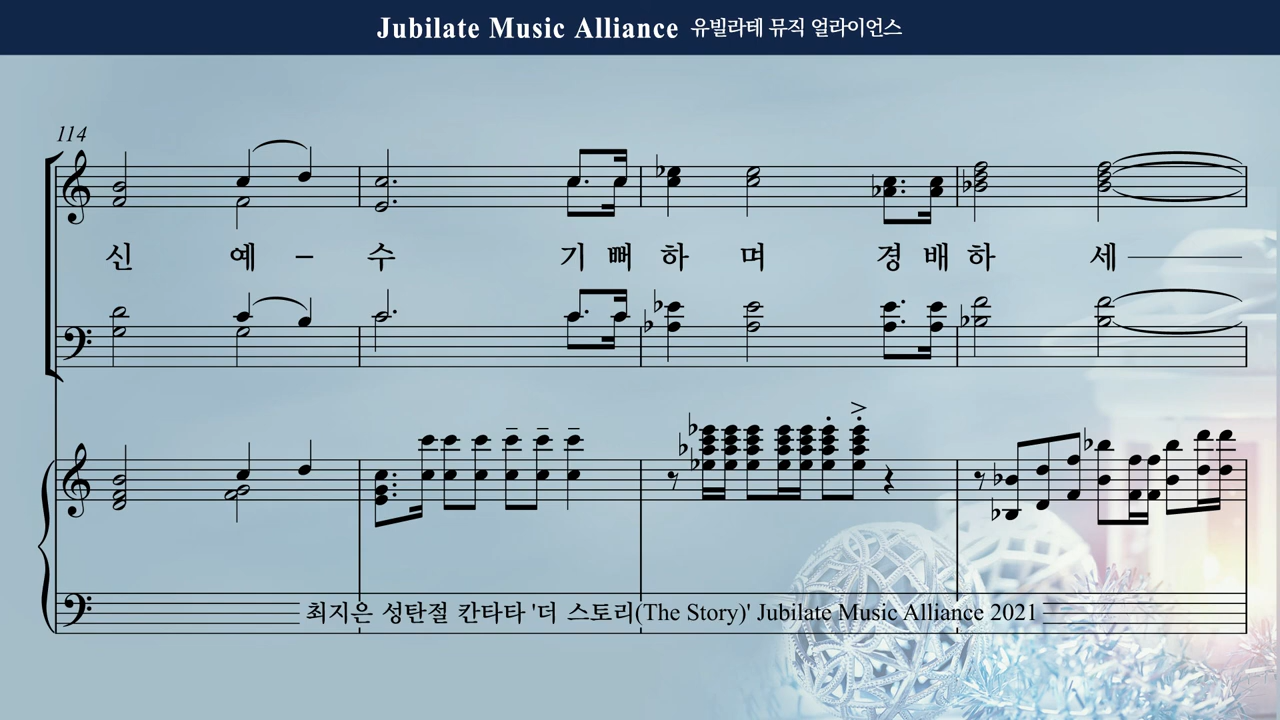 Jubilate Music Alliance 유빌라테 뮤직 얼라이언스
114
신 예 – 수 기 뻐 하 며 경 배 하 세
최지은 성탄절 칸타타 '더 스토리(The Story)' Jubilate Music Alliance 2021